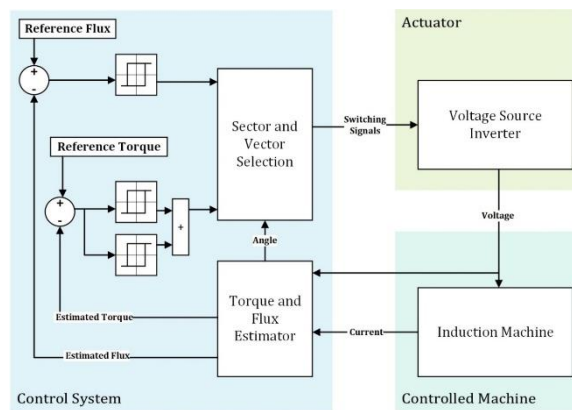 Reference Flux
Actuator
+
-
Sector and
Vector
Selection
Switching
Signals
Voltage Source
Inverter
Reference Torque
+
-
+
Voltage
Angle
Torque and
Flux
Estimator
Estimated Torque
Current
Induction Machine
Estimated Flux
Control System
Controlled Machine